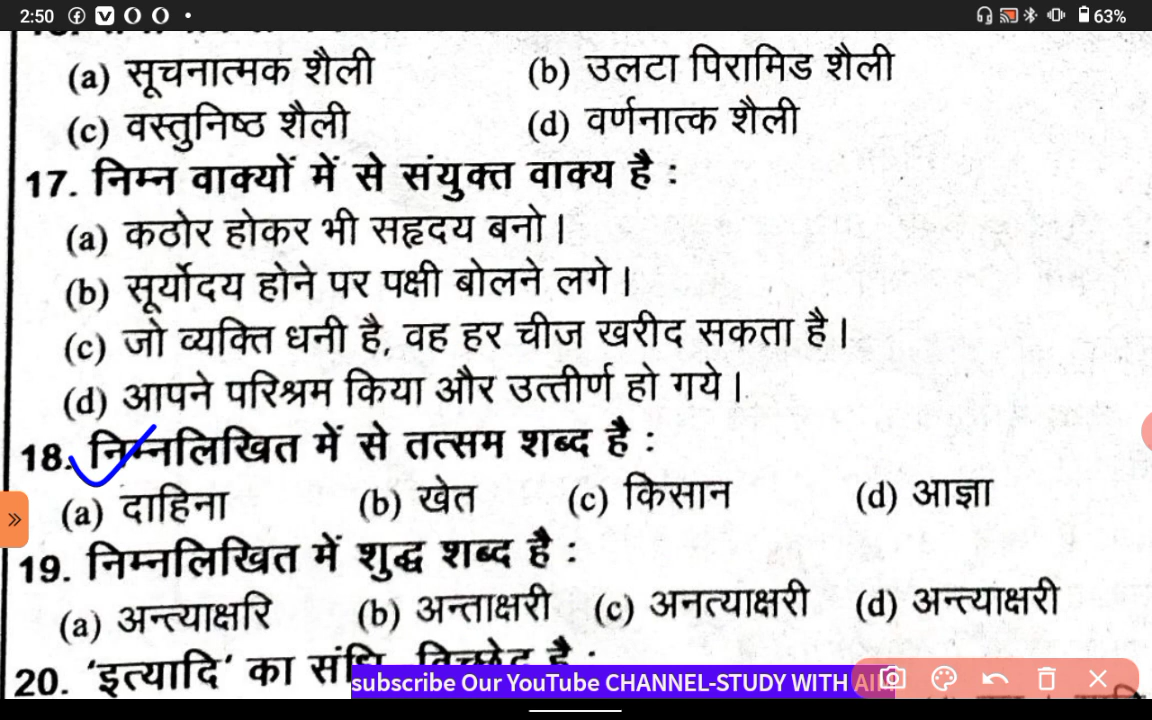 2:50
63%
(a) सूचनात्मक शैली (b) उलटा पिरामिड शैली
(c) वस्तुनिष्ठ शैली (d) वर्णनात्क शैली
17. निम्न वाक्यों में से संयुक्त वाक्य है :
(a) कठोर होकर भी सहृदय बनो।
(b) सूर्योदय होने पर पक्षी बोलने लगे।
(c) जो व्यक्ति धनी है, वह हर चीज खरीद सकता है।
(d) आपने परिश्रम किया और उत्तीर्ण हो गये।
18. निम्नलिखित में से तत्सम शब्द है :
(a) दाहिना (b) खेत (c) किसान (d) आज्ञा
19. निम्नलिखित में शुद्ध शब्द है :
(a) अन्त्याक्षरि (b) अन्ताक्षरी (c) अनत्याक्षरी (d) अन्त्याक्षरी
20. ‘इत्यादि’ का संधि विच्छेद है :
subscribe Our YouTube CHANNEL-STUDY WITH